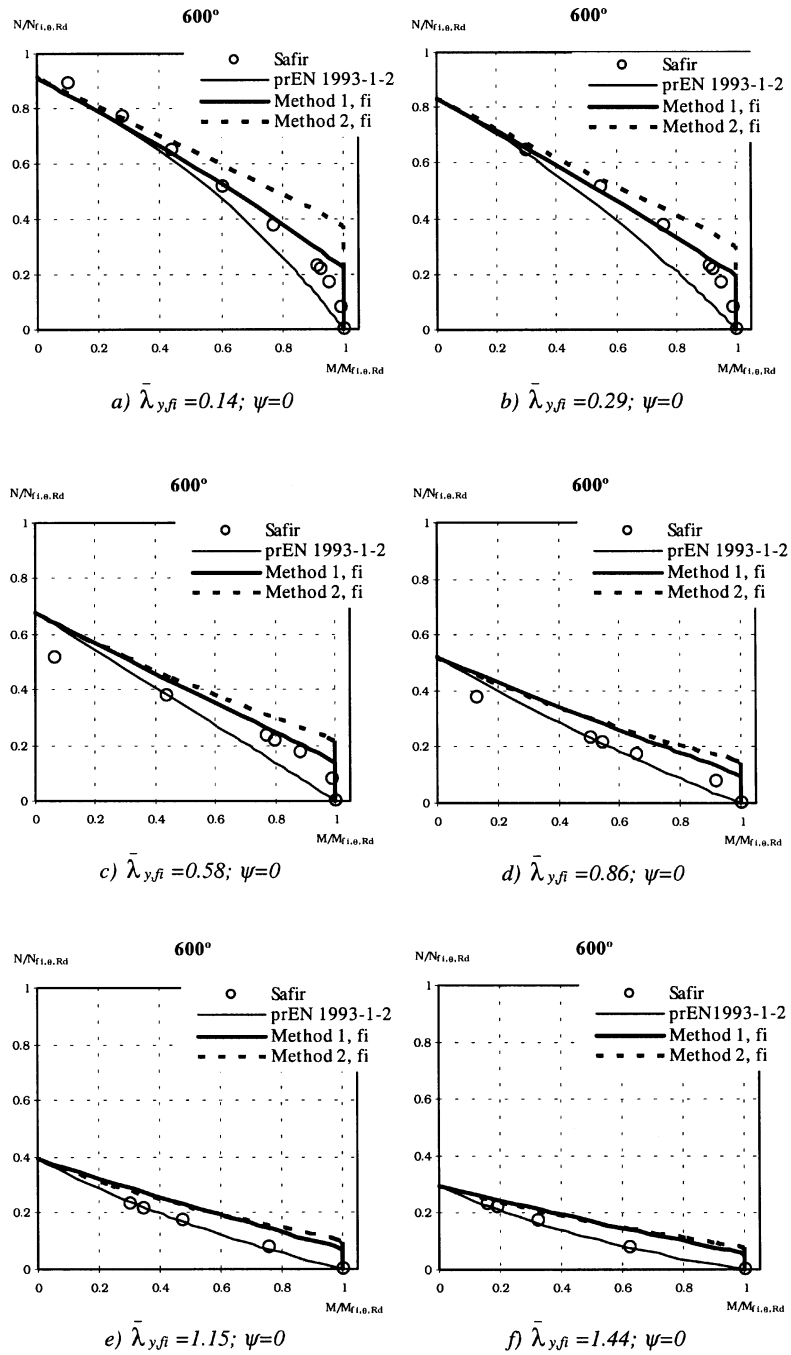 N/Nfi,θ,Rd
600º
Safir
prEN 1993-1-2
Method 1, fi
Method 2, fi
1
0.8
0.6
0.4
0.2
0
0 0.2 0.4 0.6 0.8 1
M/Mfi,θ,Rd
a) λ̄ y,fi =0.14; ψ=0
N/Nfi,θ,Rd
600º
Safir
prEN 1993-1-2
Method 1, fi
Method 2, fi
1
0.8
0.6
0.4
0.2
0
0 0.2 0.4 0.6 0.8 1
M/Mfi,θ,Rd
b) λ̄ y,fi =0.29; ψ=0
N/Nfi,θ,Rd
600º
Safir
prEN 1993-1-2
Method 1, fi
Method 2, fi
1
0.8
0.6
0.4
0.2
0
0 0.2 0.4 0.6 0.8 1
M/Mfi,θ,Rd
c) λ̄ y,fi =0.58; ψ=0
N/Nfi,θ,Rd
600º
Safir
prEN 1993-1-2
Method 1, fi
Method 2, fi
1
0.8
0.6
0.4
0.2
0
0 0.2 0.4 0.6 0.8 1
M/Mfi,θ,Rd
d) λ̄ y,fi =0.86; ψ=0
N/Nfi,θ,Rd
600º
Safir
prEN 1993-1-2
Method 1, fi
Method 2, fi
1
0.8
0.6
0.4
0.2
0
0 0.2 0.4 0.6 0.8 1
M/Mfi,θ,Rd
e) λ̄ y,fi =1.15; ψ=0
N/Nfi,θ,Rd
600º
Safir
prEN1993-1-2
Method 1, fi
Method 2, fi
1
0.8
0.6
0.4
0.2
0
0 0.2 0.4 0.6 0.8 1
M/Mfi,θ,Rd
f) λ̄ y,fi =1.44; ψ=0